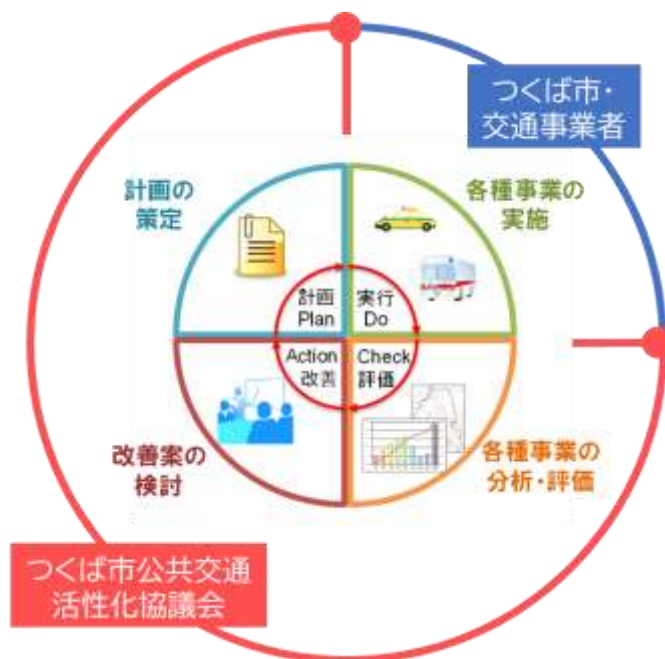 つくば市・
交通事業者
計画の
策定
各種事業の
実施
計画
Plan
実行
Do
Action
改善
Check
評価
改善案の
検討
各種事業の
分析・評価
つくば市公共交通
活性化協議会